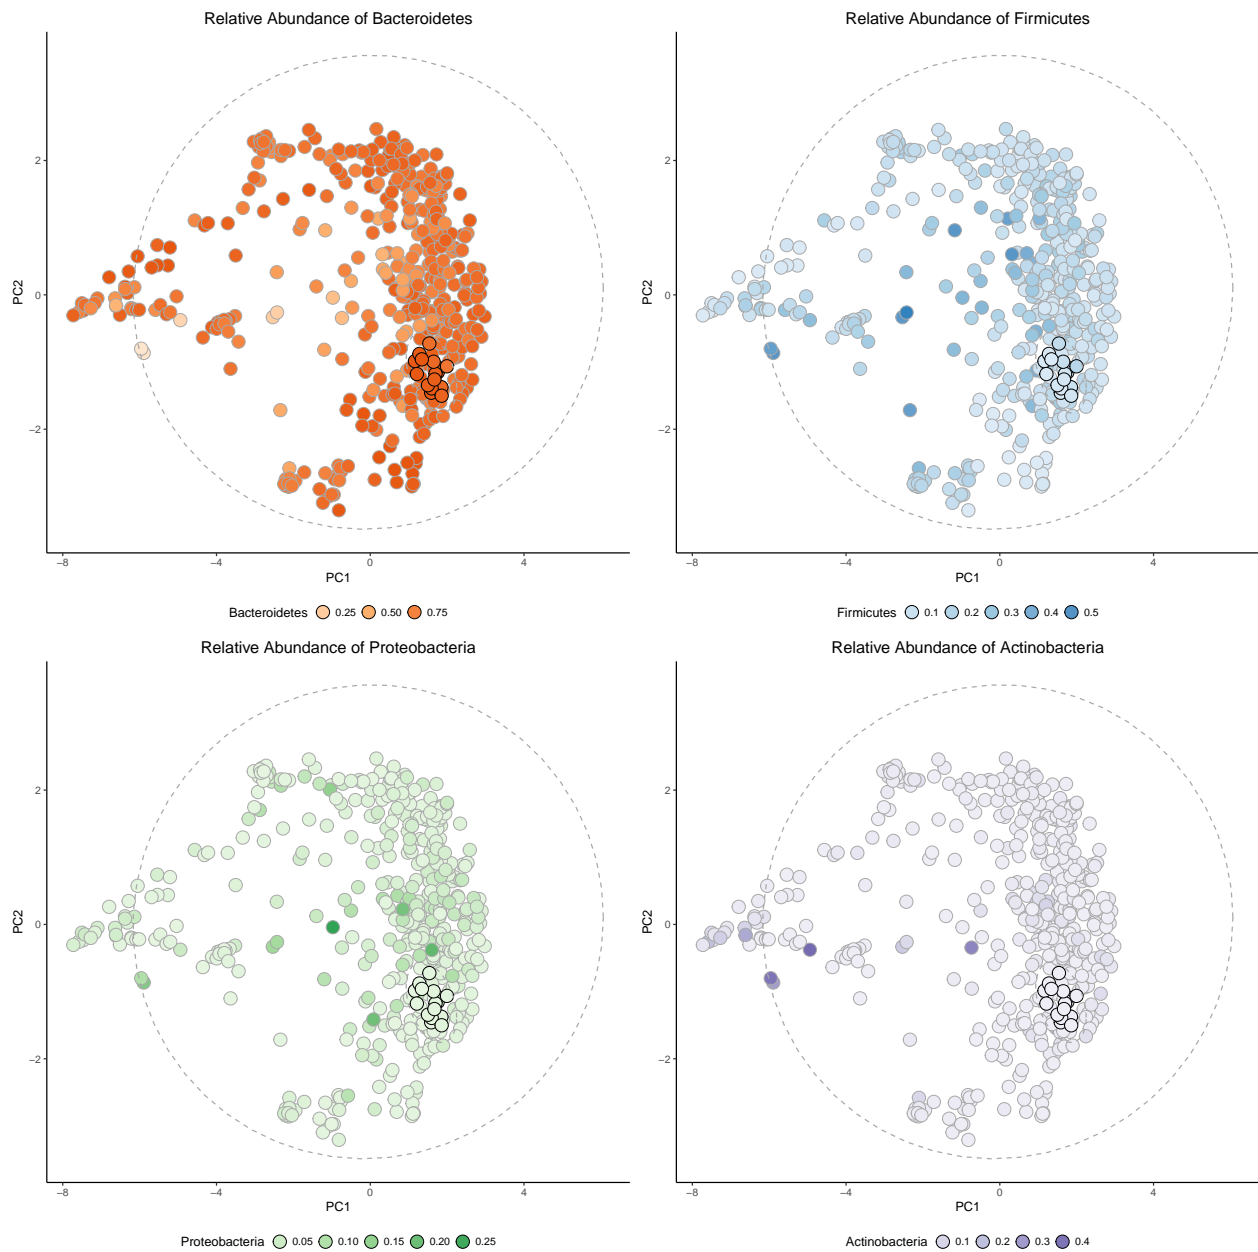 Relative Abundance of Bacteroidetes
2
0
−2
PC2
−8
−4
0
4
PC1
Bacteroidetes 0.25 0.50 0.75
Relative Abundance of Firmicutes
2
0
−2
PC2
−8
−4
0
4
PC1
Firmicutes 0.1 0.2 0.3 0.4 0.5
Relative Abundance of Proteobacteria
2
0
−2
PC2
−8
−4
0
4
PC1
Proteobacteria 0.05 0.10 0.15 0.20 0.25
Relative Abundance of Actinobacteria
2
0
−2
PC2
−8
−4
0
4
PC1
Actinobacteria 0.1 0.2 0.3 0.4